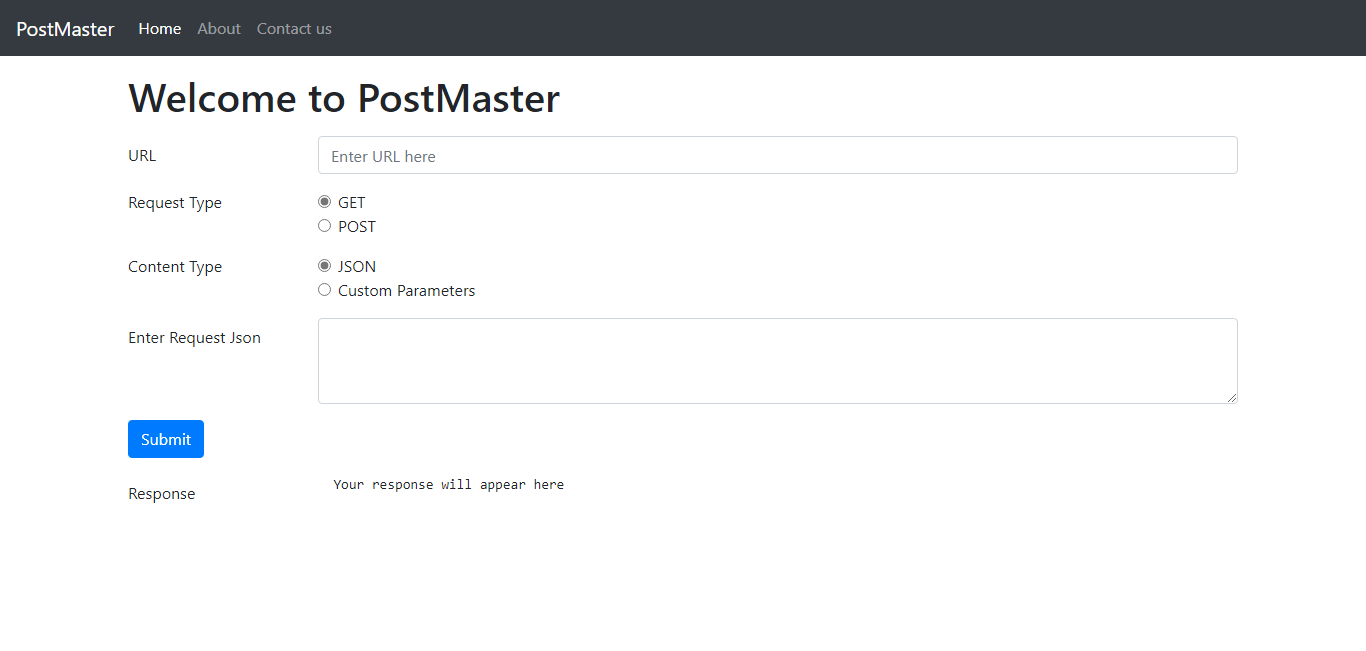 PostMaster Home About Contact us
Welcome to PostMaster
URL Enter URL here
Request Type GET
POST
Content Type JSON
Custom Parameters
Enter Request Json
Submit
Response Your response will appear here